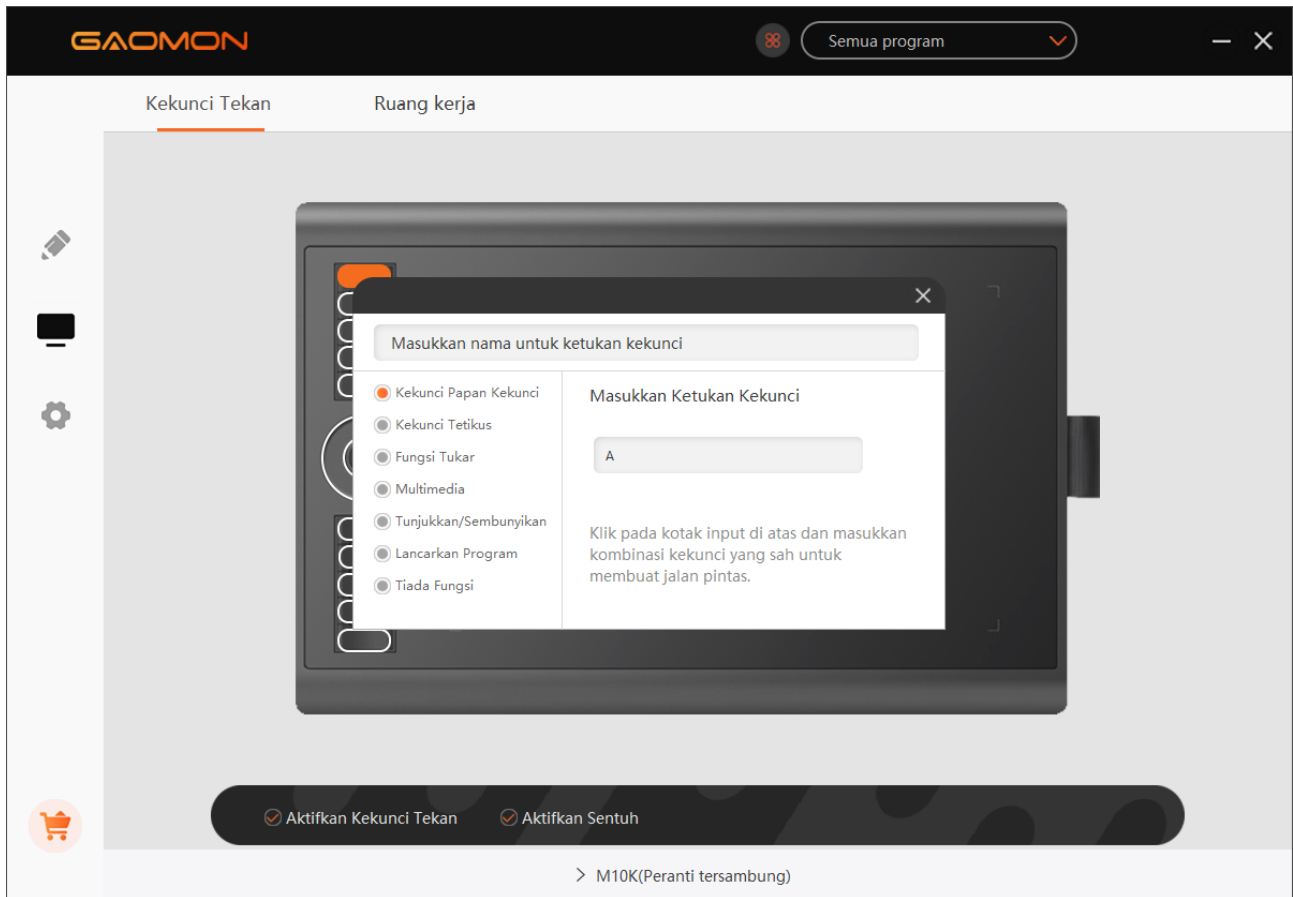 GAOMON
Semua program
Kekunci Tekan
Ruang kerja
Masukkan nama untuk ketukan kekunci
Kekunci Papan Kekunci
Kekunci Tetikus
Fungsi Tukar
Multimedia
Tunjukkan/Sembunyikan
Lancarkan Program
Tiada Fungsi
Masukkan Ketukan Kekunci
A
Klik pada kotak input di atas dan masukkan
kombinasi kekunci yang sah untuk
membuat jalan pintas.
Aktifkan Kekunci Tekan
Aktifkan Sentuh
M10K(Peranti tersambung)